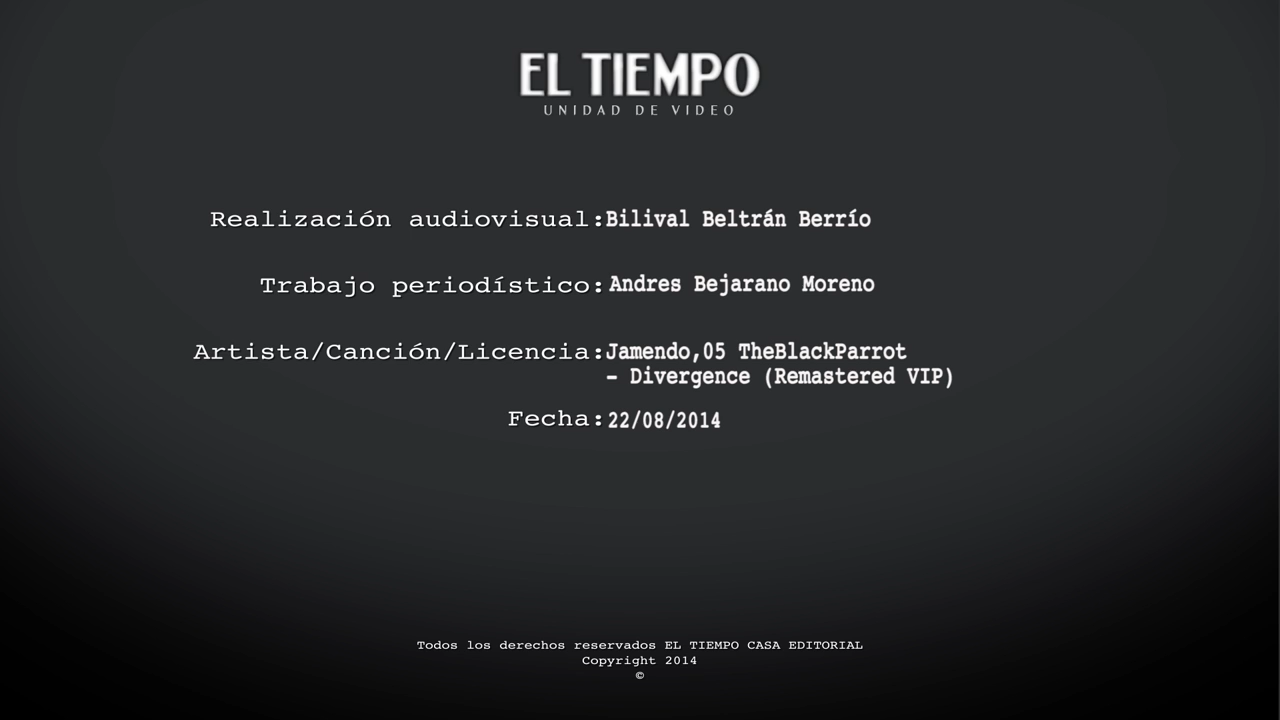 EL TIEMPO
UNIDAD DE VIDEO
Realización audiovisual: Bilival Beltrán Berrío
Trabajo periodístico: Andres Bejarano Moreno
Artista/Canción/Licencia: Jamendo,05 TheBlackParrot
- Divergence (Remastered VIP)
Fecha: 22/08/2014
Todos los derechos reservados EL TIEMPO CASA EDITORIAL
Copyright 2014
©